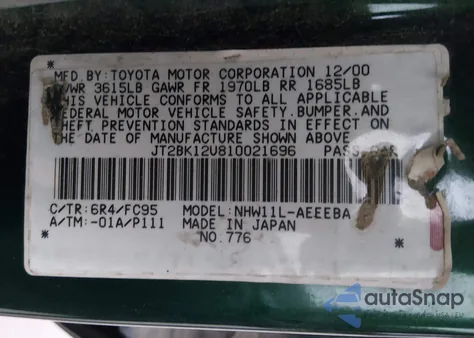 MFD.BY:TOYOTA MOTOR CORPORATION 12/00
/WR 3615LB GAWR FR 1970LB RR 1685LB
THIS VEHICLE CONFORMS TO ALL APPLICABLE
FEDERAL MOTOR VEHICLE SAFETY.BUMPER.AND
THEFT PREVENTION STANDARDS IN EFFECT ON
THE DATE OF MANUFACTURE SHOWN ABOVE.
JT2BK12U810021696
C/TR:6R4/FC95 MODEL:NHW11L-AEEEBA
A/TM:-01A/P111 MADE IN JAPAN
* NO.776 *
autoSnap